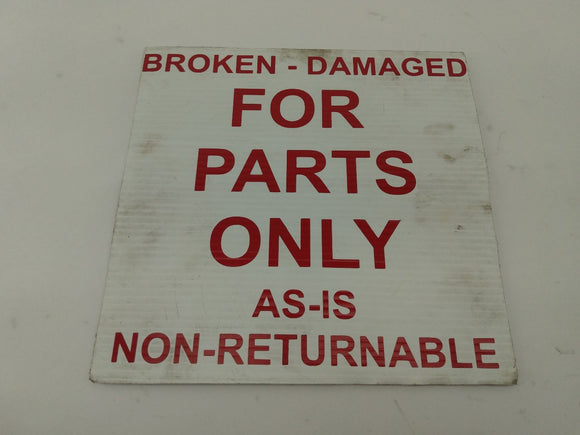 BROKEN - DAMAGED
FOR
PARTS
ONLY
AS-IS
NON-RETURNABLE